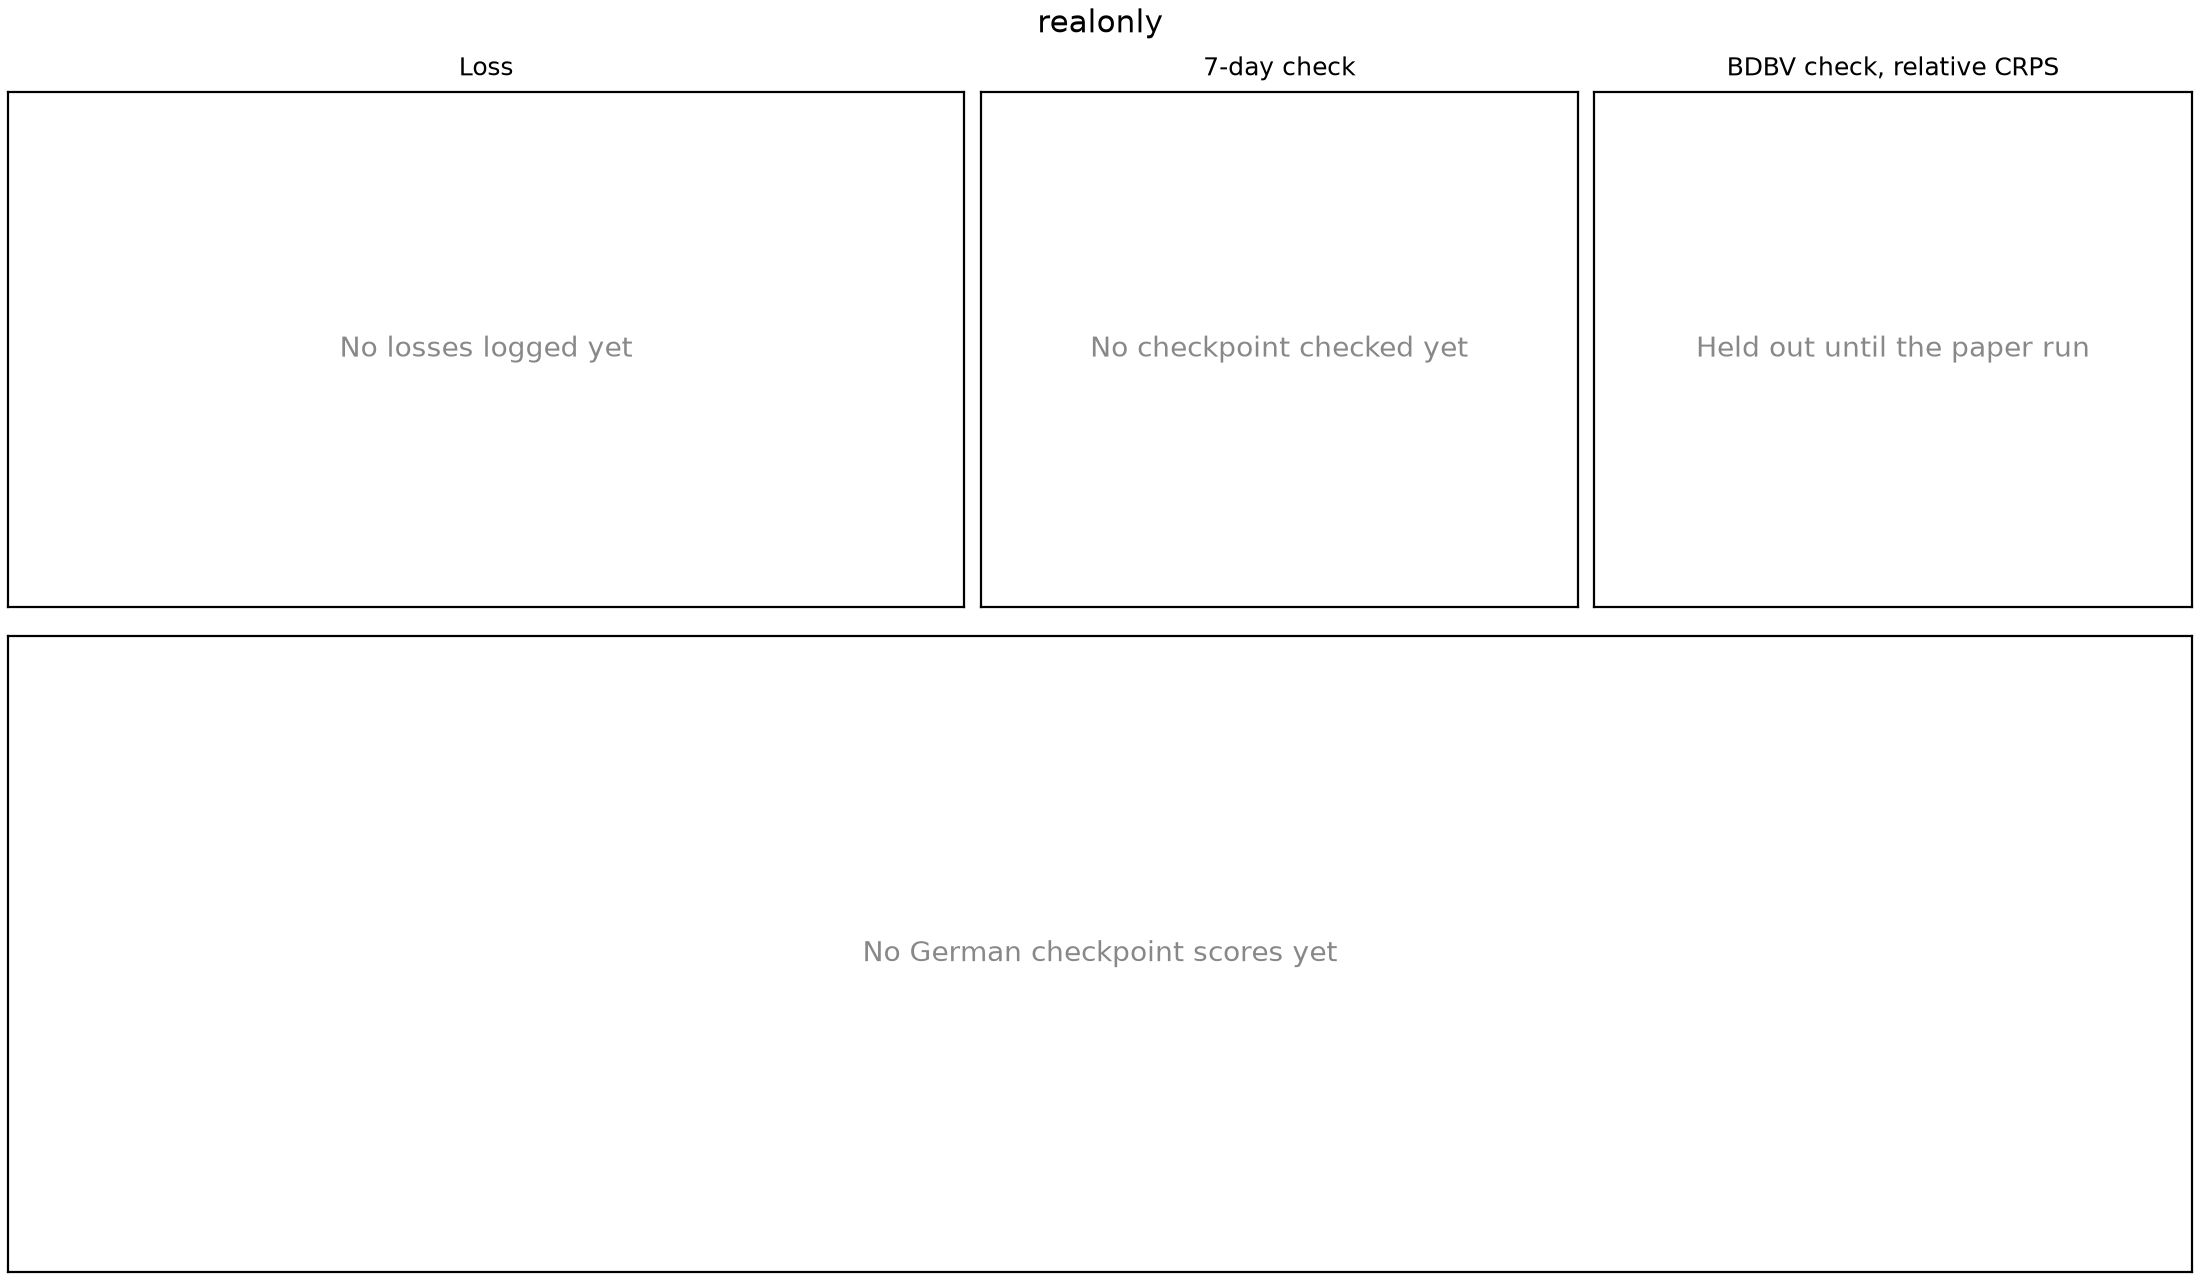 realonly
Loss
7-day check
BDBV check, relative CRPS
No losses logged yet
No checkpoint checked yet
Held out until the paper run
No German checkpoint scores yet